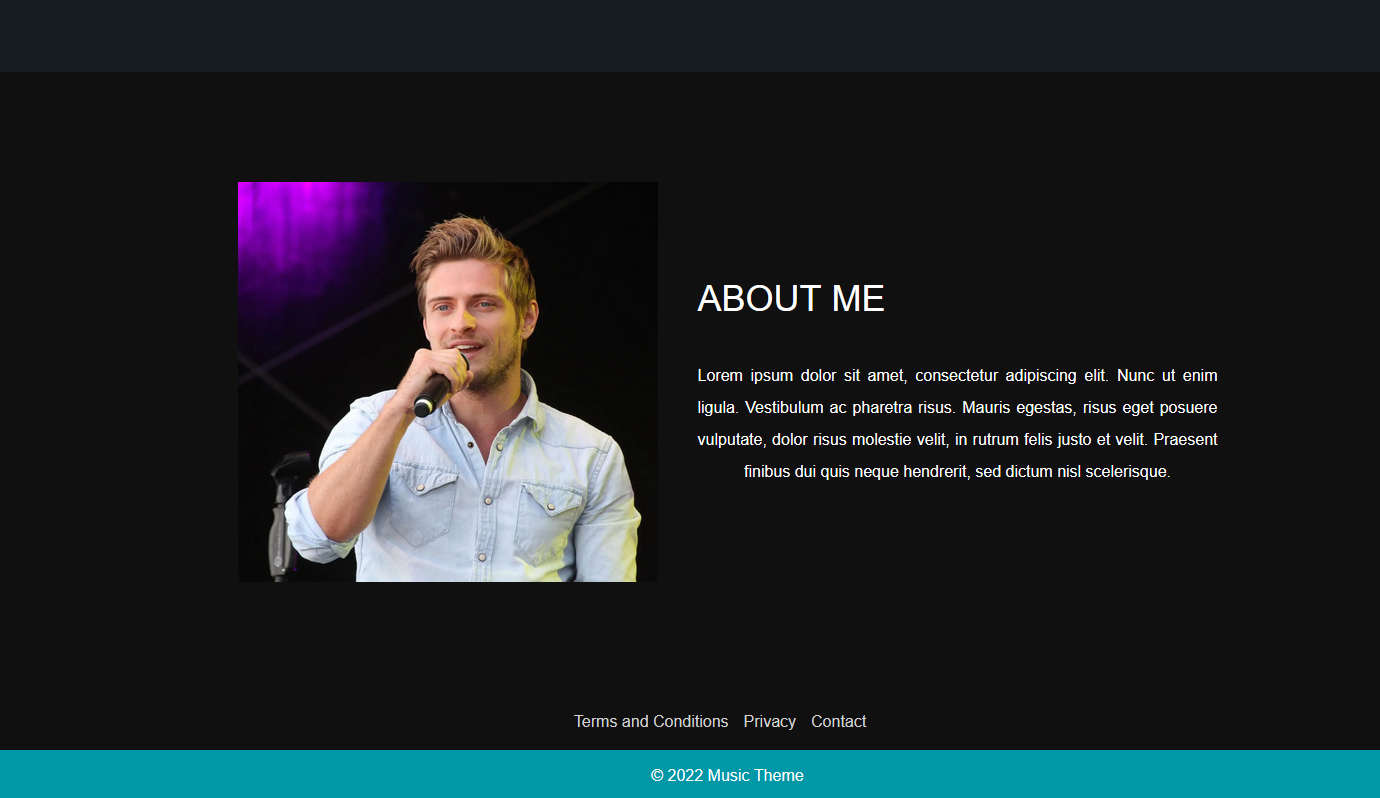 ABOUT ME
Lorem ipsum dolor sit amet, consectetur adipiscing elit. Nunc ut enim
ligula. Vestibulum ac pharetra risus. Mauris egestas, risus eget posuere
vulputate, dolor risus molestie velit, in rutrum felis justo et velit. Praesent
finibus dui quis neque hendrerit, sed dictum nisl scelerisque.
Terms and Conditions Privacy Contact
© 2022 Music Theme